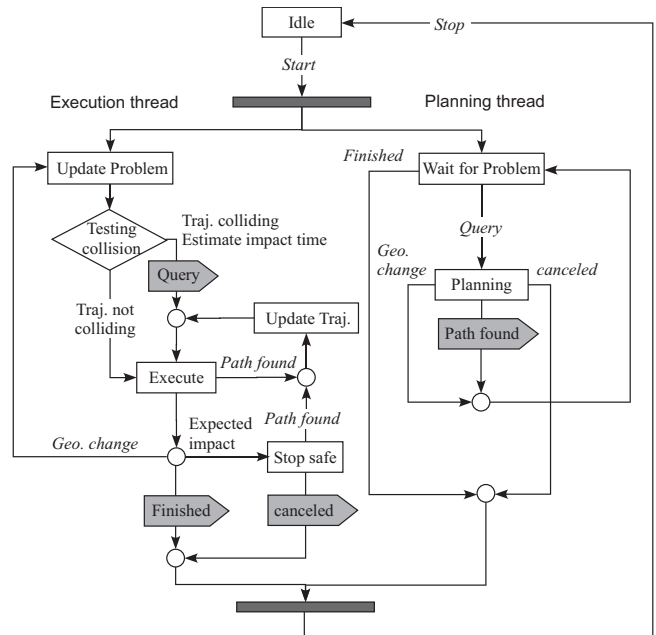 Idle
Stop
Start
Execution thread
Planning thread
Update Problem
Finished
Wait for Problem
Testing
collision
Traj. colliding
Estimate impact time
Query
Query
Geo.
change
canceled
Planning
Traj. not
colliding
Update Traj.
Path found
Execute
Path found
Path found
Geo. change
Expected
impact
Stop safe
Finished
canceled